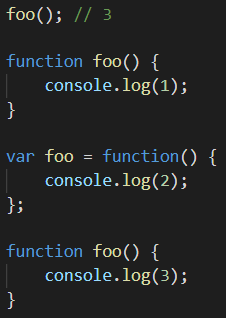 foo(); // 3

function foo() {
    console.log(1);
}

var foo = function() {
    console.log(2);
};

function foo() {
    console.log(3);
}